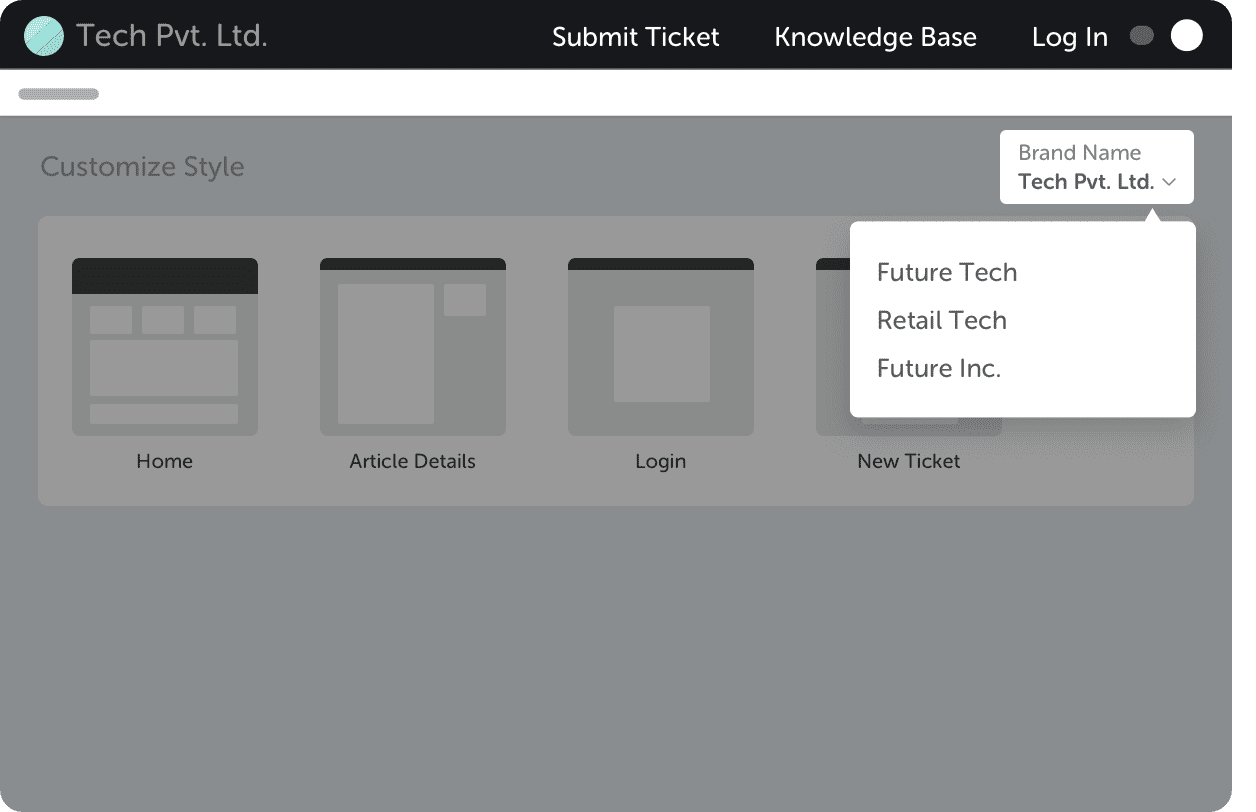 Tech Pvt. Ltd.
Submit Ticket
Knowledge Base
Log In
Customize Style
Brand Name
Tech Pvt. Ltd.
Future Tech
Retail Tech
Future Inc.
Home
Article Details
Login
New Ticket